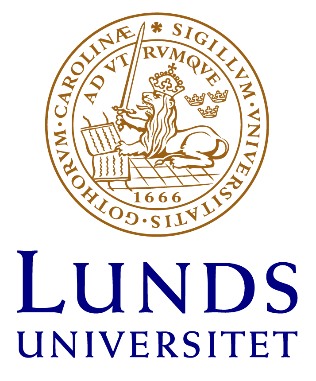 SIGILLVM·VNIVERSITATIS·GOTHORVM·CAROLINÆ
AD VTRVMQVE
1666
LUNDS
UNIVERSITET